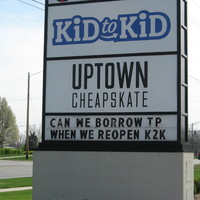 KiD to KiD
UPTOWN
CHEAPSKATE
CAN WE BORROW TP
WHEN WE REOPEN K2K